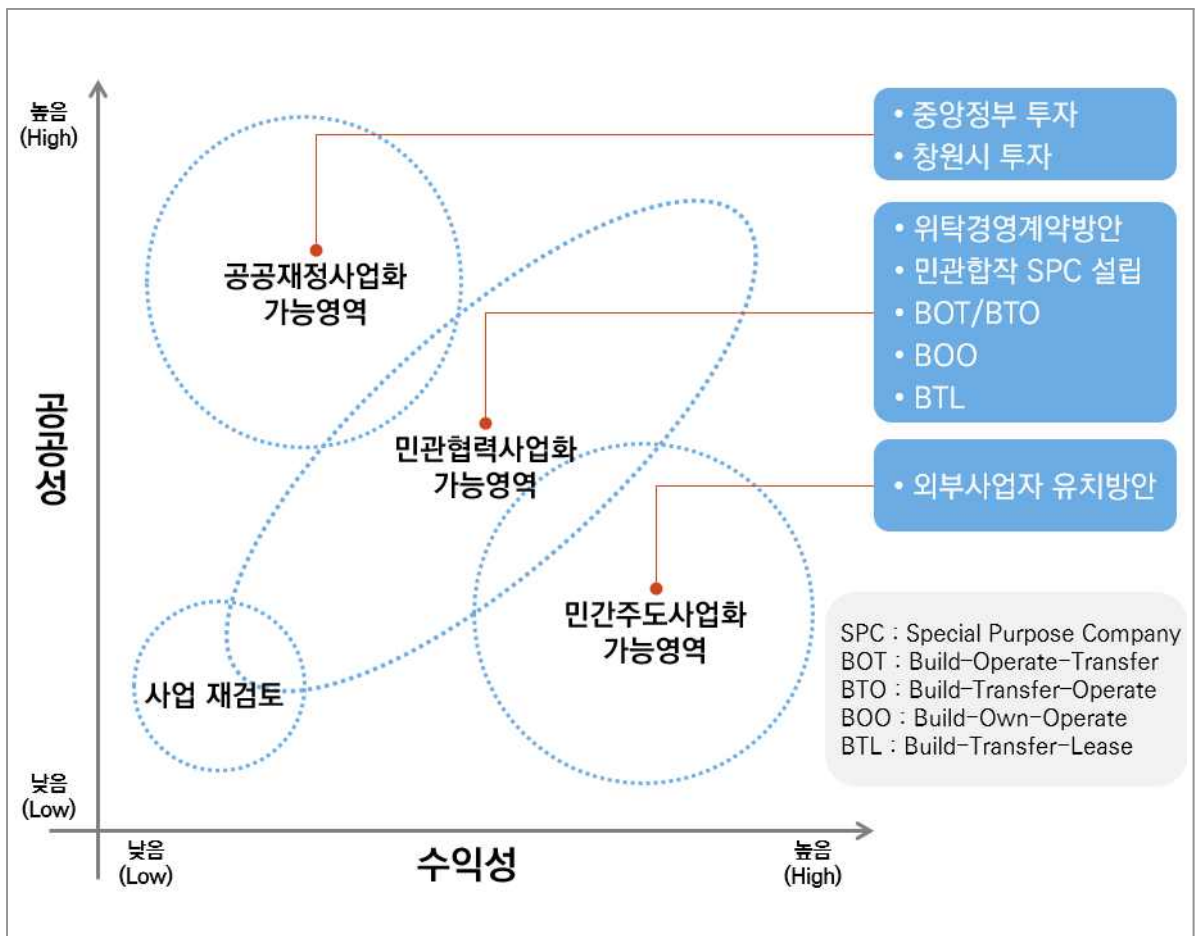 높음
(High)
• 중앙정부 투자
• 창원시 투자
공공재정사업화
가능영역
• 위탁경영계약방안
• 민관합작 SPC 설립
• BOT/BTO
• BOO
• BTL
공공성
민관협력사업화
가능영역
• 외부사업자 유치방안
민간주도사업화
가능영역
사업 재검토
SPC : Special Purpose Company
BOT : Build-Operate-Transfer
BTO : Build-Transfer-Operate
BOO : Build-Own-Operate
BTL : Build-Transfer-Lease
낮음
(Low)
낮음
(Low)
수익성
높음
(High)